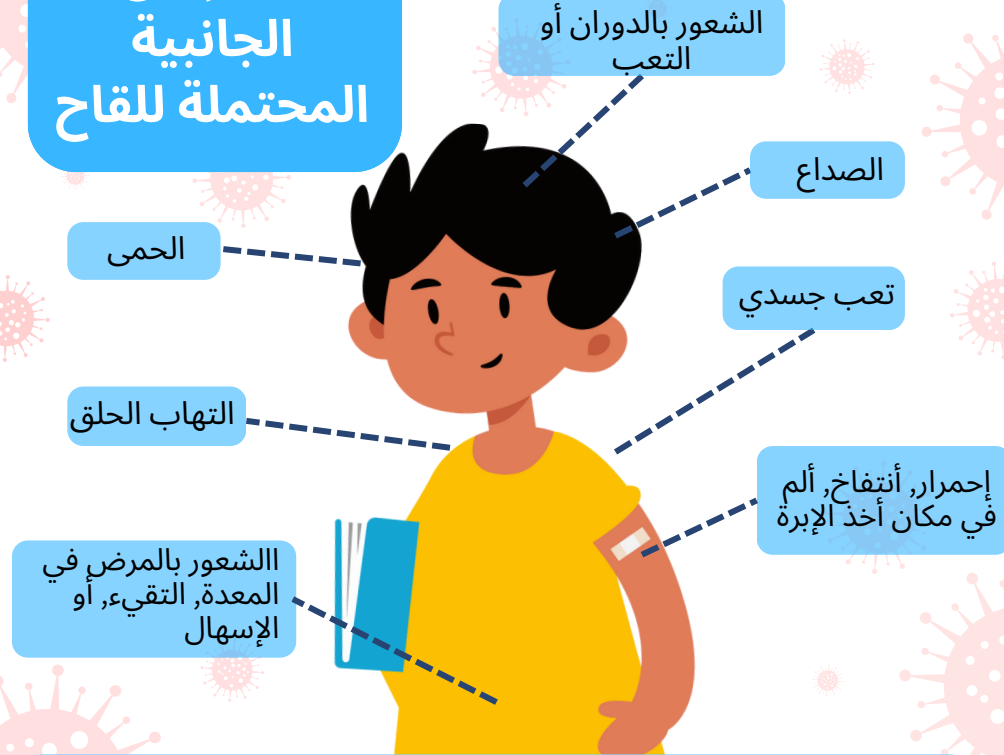 الجانبية
المحتملة للقاح
الشعور بالدوران أو
التعب
الصداع
الحمى
تعب جسدي
التهاب الحلق
إحمرار, أنتفاخ, ألم
في مكان أخذ الإبرة
االشعور بالمرض في
المعدة, التقيء, أو
الإسهال